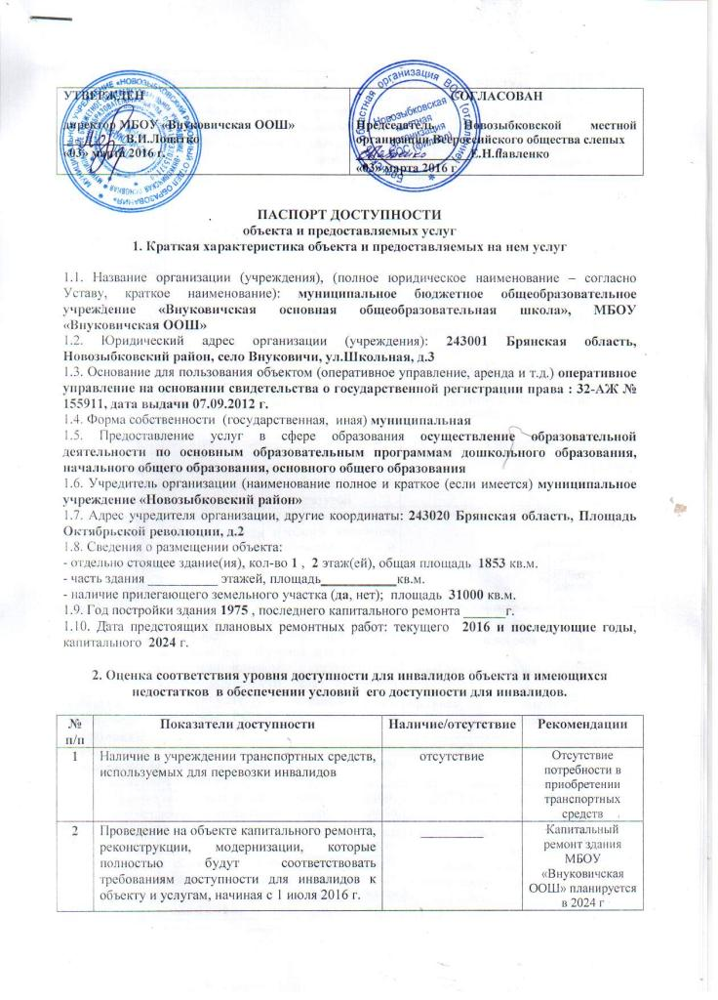 УТВЕРЖДЕН
директор МБОУ «Внуковичская ООШ»
В.И.Лопатко
«03» марта 2016 г.
СОГЛАСОВАН
Председатель Новозыбковской местной
организации Всероссийского общества слепых
Е.Н.Павленко
«03» марта 2016 г
ПАСПОРТ ДОСТУПНОСТИ
объекта и предоставляемых услуг
1. Краткая характеристика объекта и предоставляемых на нем услуг
1.1. Название организации (учреждения), (полное юридическое наименование – согласно
Уставу, краткое наименование): муниципальное бюджетное общеобразовательное
учреждение «Внуковичская основная общеобразовательная школа», МБОУ
«Внуковичская ООШ»
1.2. Юридический адрес организации (учреждения): 243001 Брянская область,
Новозыбковский район, село Внуковичи, ул.Школьная, д.3
1.3. Основание для пользования объектом (оперативное управление, аренда и т.д.) оперативное
управление на основании свидетельства о государственной регистрации права : 32-АЖ №
155911, дата выдачи 07.09.2012 г.
1.4. Форма собственности (государственная, иная) муниципальная
1.5. Предоставление услуг в сфере образования осуществление образовательной
деятельности по основным образовательным программам дошкольного образования,
начального общего образования, основного общего образования
1.6. Учредитель организации (наименование полное и краткое (если имеется) муниципальное
учреждение «Новозыбковский район»
1.7. Адрес учредителя организации, другие координаты: 243020 Брянская область, Площадь
Октябрьской революции, д.2
1.8. Сведения о размещении объекта:
- отдельно стоящее здание(ия), кол-во 1 , 2 этаж(ей), общая площадь 1853 кв.м.
- часть здания ___________ этажей, площадь____________кв.м.
- наличие прилегающего земельного участка (да, нет); площадь 31000 кв.м.
1.9. Год постройки здания 1975 , последнего капитального ремонта ______г.
1.10. Дата предстоящих плановых ремонтных работ: текущего 2016 и последующие годы,
капитального 2024 г.
2. Оценка соответствия уровня доступности для инвалидов объекта и имеющихся
недостатков в обеспечении условий его доступности для инвалидов.
№ Показатели доступности Наличие/отсутствие Рекомендации
п/п
1 Наличие в учреждении транспортных средств, отсутствие Отсутствие
используемых для перевозки инвалидов потребности в
приобретении
транспортных
средств
2 Проведение на объекте капитального ремонта, __________ Капитальный
реконструкции, модернизации, которые ремонт здания
полностью будут соответствовать МБОУ
требованиям доступности для инвалидов к «Внуковичская
объекту и услугам, начиная с 1 июля 2016 г. ООШ» планируется
в 2024 г